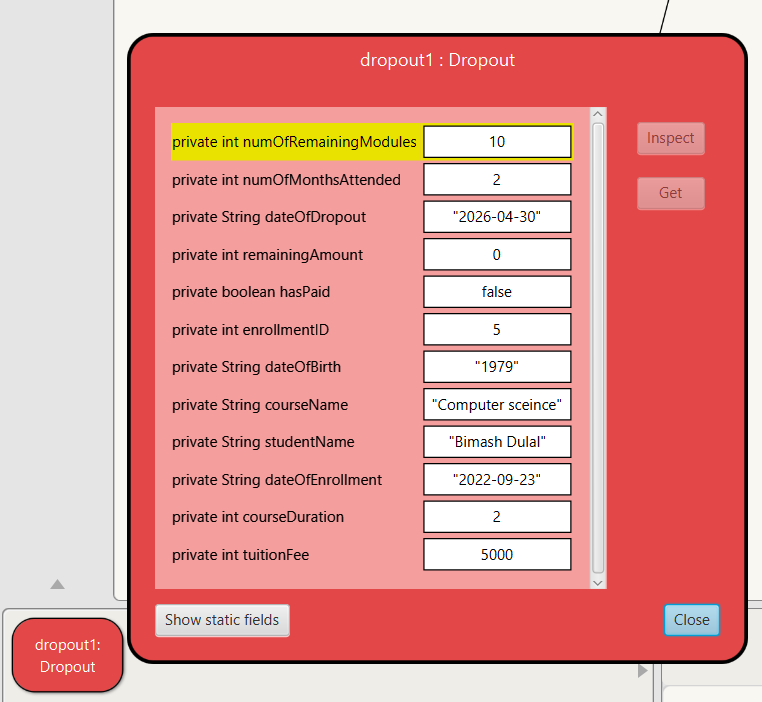 dropout1 : Dropout
private int numOfRemainingModules 10
Inspect
private int numOfMonthsAttended 2
Get
private String dateOfDropout "2026-04-30"
private int remainingAmount 0
private boolean hasPaid false
private int enrollmentID 5
private String dateOfBirth "1979"
private String courseName "Computer sceince"
private String studentName "Bimash Dulal"
private String dateOfEnrollment "2022-09-23"
private int courseDuration 2
private int tuitionFee 5000
Show static fields
Close
dropout1:
Dropout